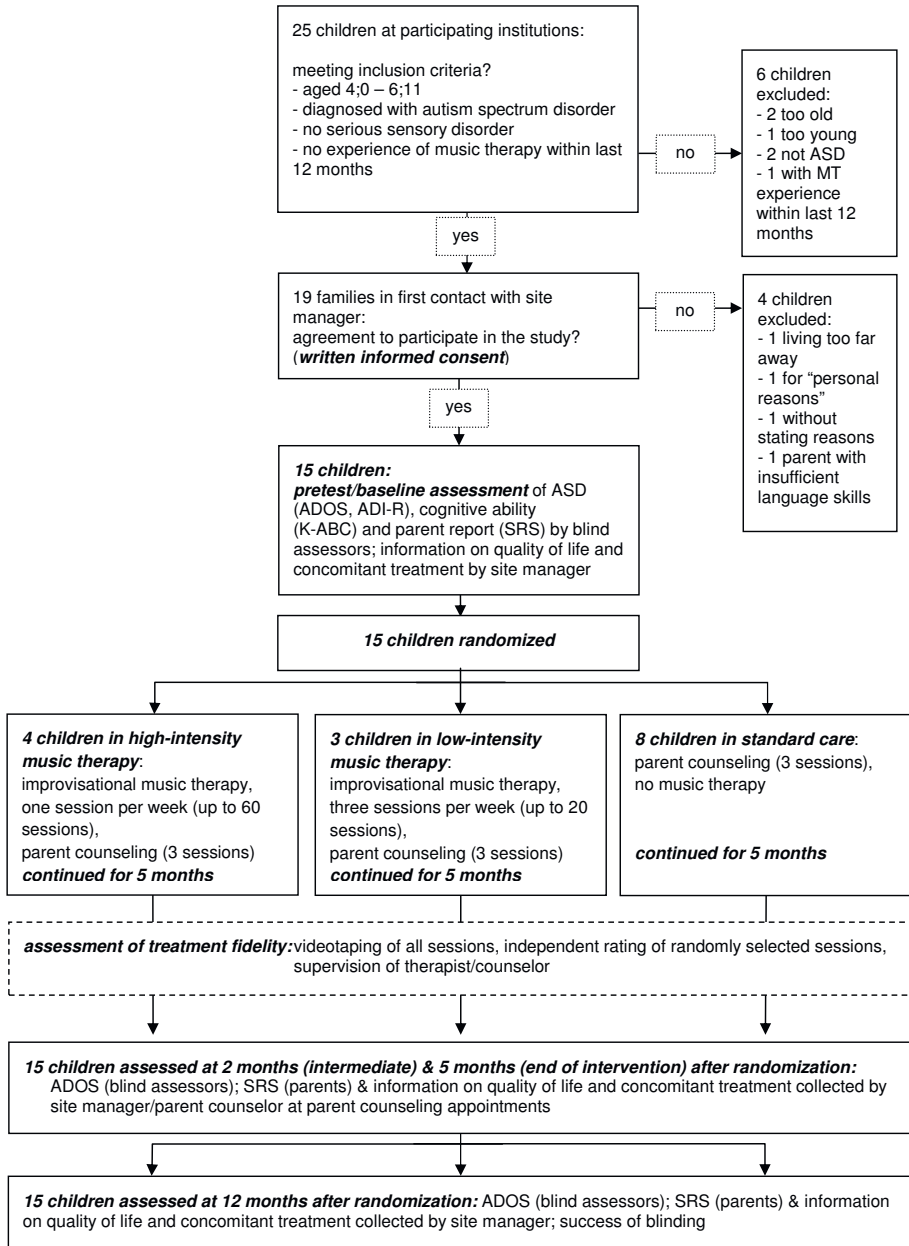 25 children at participating institutions:
meeting inclusion criteria?
- aged 4;0 – 6;11
- diagnosed with autism spectrum disorder
- no serious sensory disorder
- no experience of music therapy within last
12 months
no
6 children
excluded:
- 2 too old
- 1 too young
- 2 not ASD
- 1 with MT
experience
within last 12
months
yes
19 families in first contact with site
manager:
agreement to participate in the study?
(written informed consent)
no
4 children
excluded:
- 1 living too far
away
- 1 for “personal
reasons”
- 1 without
stating reasons
- 1 parent with
insufficient
language skills
yes
15 children:
pretest/baseline assessment of ASD
(ADOS, ADI-R), cognitive ability
(K-ABC) and parent report (SRS) by blind
assessors; information on quality of life and
concomitant treatment by site manager
15 children randomized
4 children in high-intensity
music therapy:
improvisational music therapy,
one session per week (up to 60
sessions),
parent counseling (3 sessions)
continued for 5 months
3 children in low-intensity
music therapy:
improvisational music therapy,
three sessions per week (up to 20
sessions),
parent counseling (3 sessions)
continued for 5 months
8 children in standard care:
parent counseling (3 sessions),
no music therapy
continued for 5 months
assessment of treatment fidelity: videotaping of all sessions, independent rating of randomly selected sessions,
supervision of therapist/counselor
15 children assessed at 2 months (intermediate) & 5 months (end of intervention) after randomization:
ADOS (blind assessors); SRS (parents) & information on quality of life and concomitant treatment collected by
site manager/parent counselor at parent counseling appointments
15 children assessed at 12 months after randomization: ADOS (blind assessors); SRS (parents) & information
on quality of life and concomitant treatment collected by site manager; success of blinding